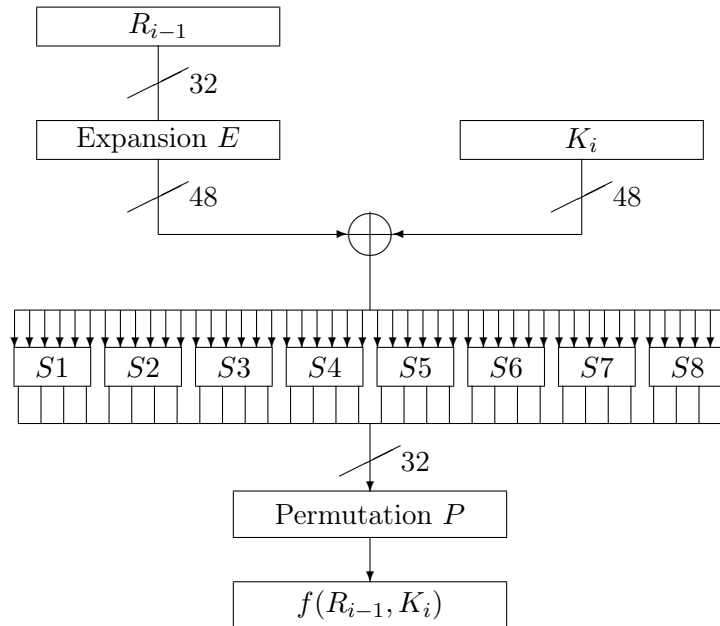 R_{i−1}
32
Expansion E
K_i
48
48
S1 S2 S3 S4 S5 S6 S7 S8
32
Permutation P
f(R_{i−1}, K_i)